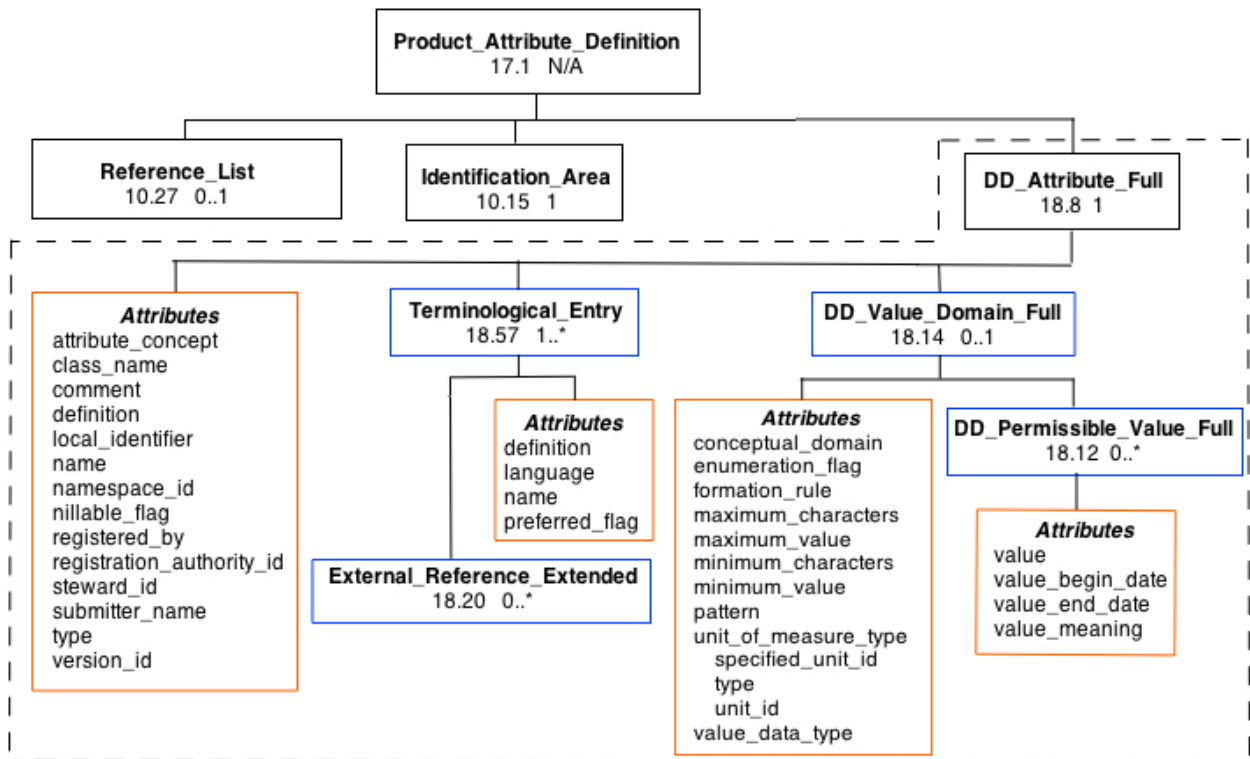 Product_Attribute_Definition
17.1 N/A
Reference_List
10.27 0..1
Identification_Area
10.15 1
DD_Attribute_Full
18.8 1
Attributes
attribute_concept
class_name
comment
definition
local_identifier
name
namespace_id
nillable_flag
registered_by
registration_authority_id
steward_id
submitter_name
type
version_id
Terminological_Entry
18.57 1..*
Attributes
definition
language
name
preferred_flag
External_Reference_Extended
18.20 0..*
DD_Value_Domain_Full
18.14 0..1
Attributes
conceptual_domain
enumeration_flag
formation_rule
maximum_characters
maximum_value
minimum_characters
minimum_value
pattern
unit_of_measure_type
specified_unit_id
type
unit_id
value_data_type
DD_Permissible_Value_Full
18.12 0..*
Attributes
value
value_begin_date
value_end_date
value_meaning